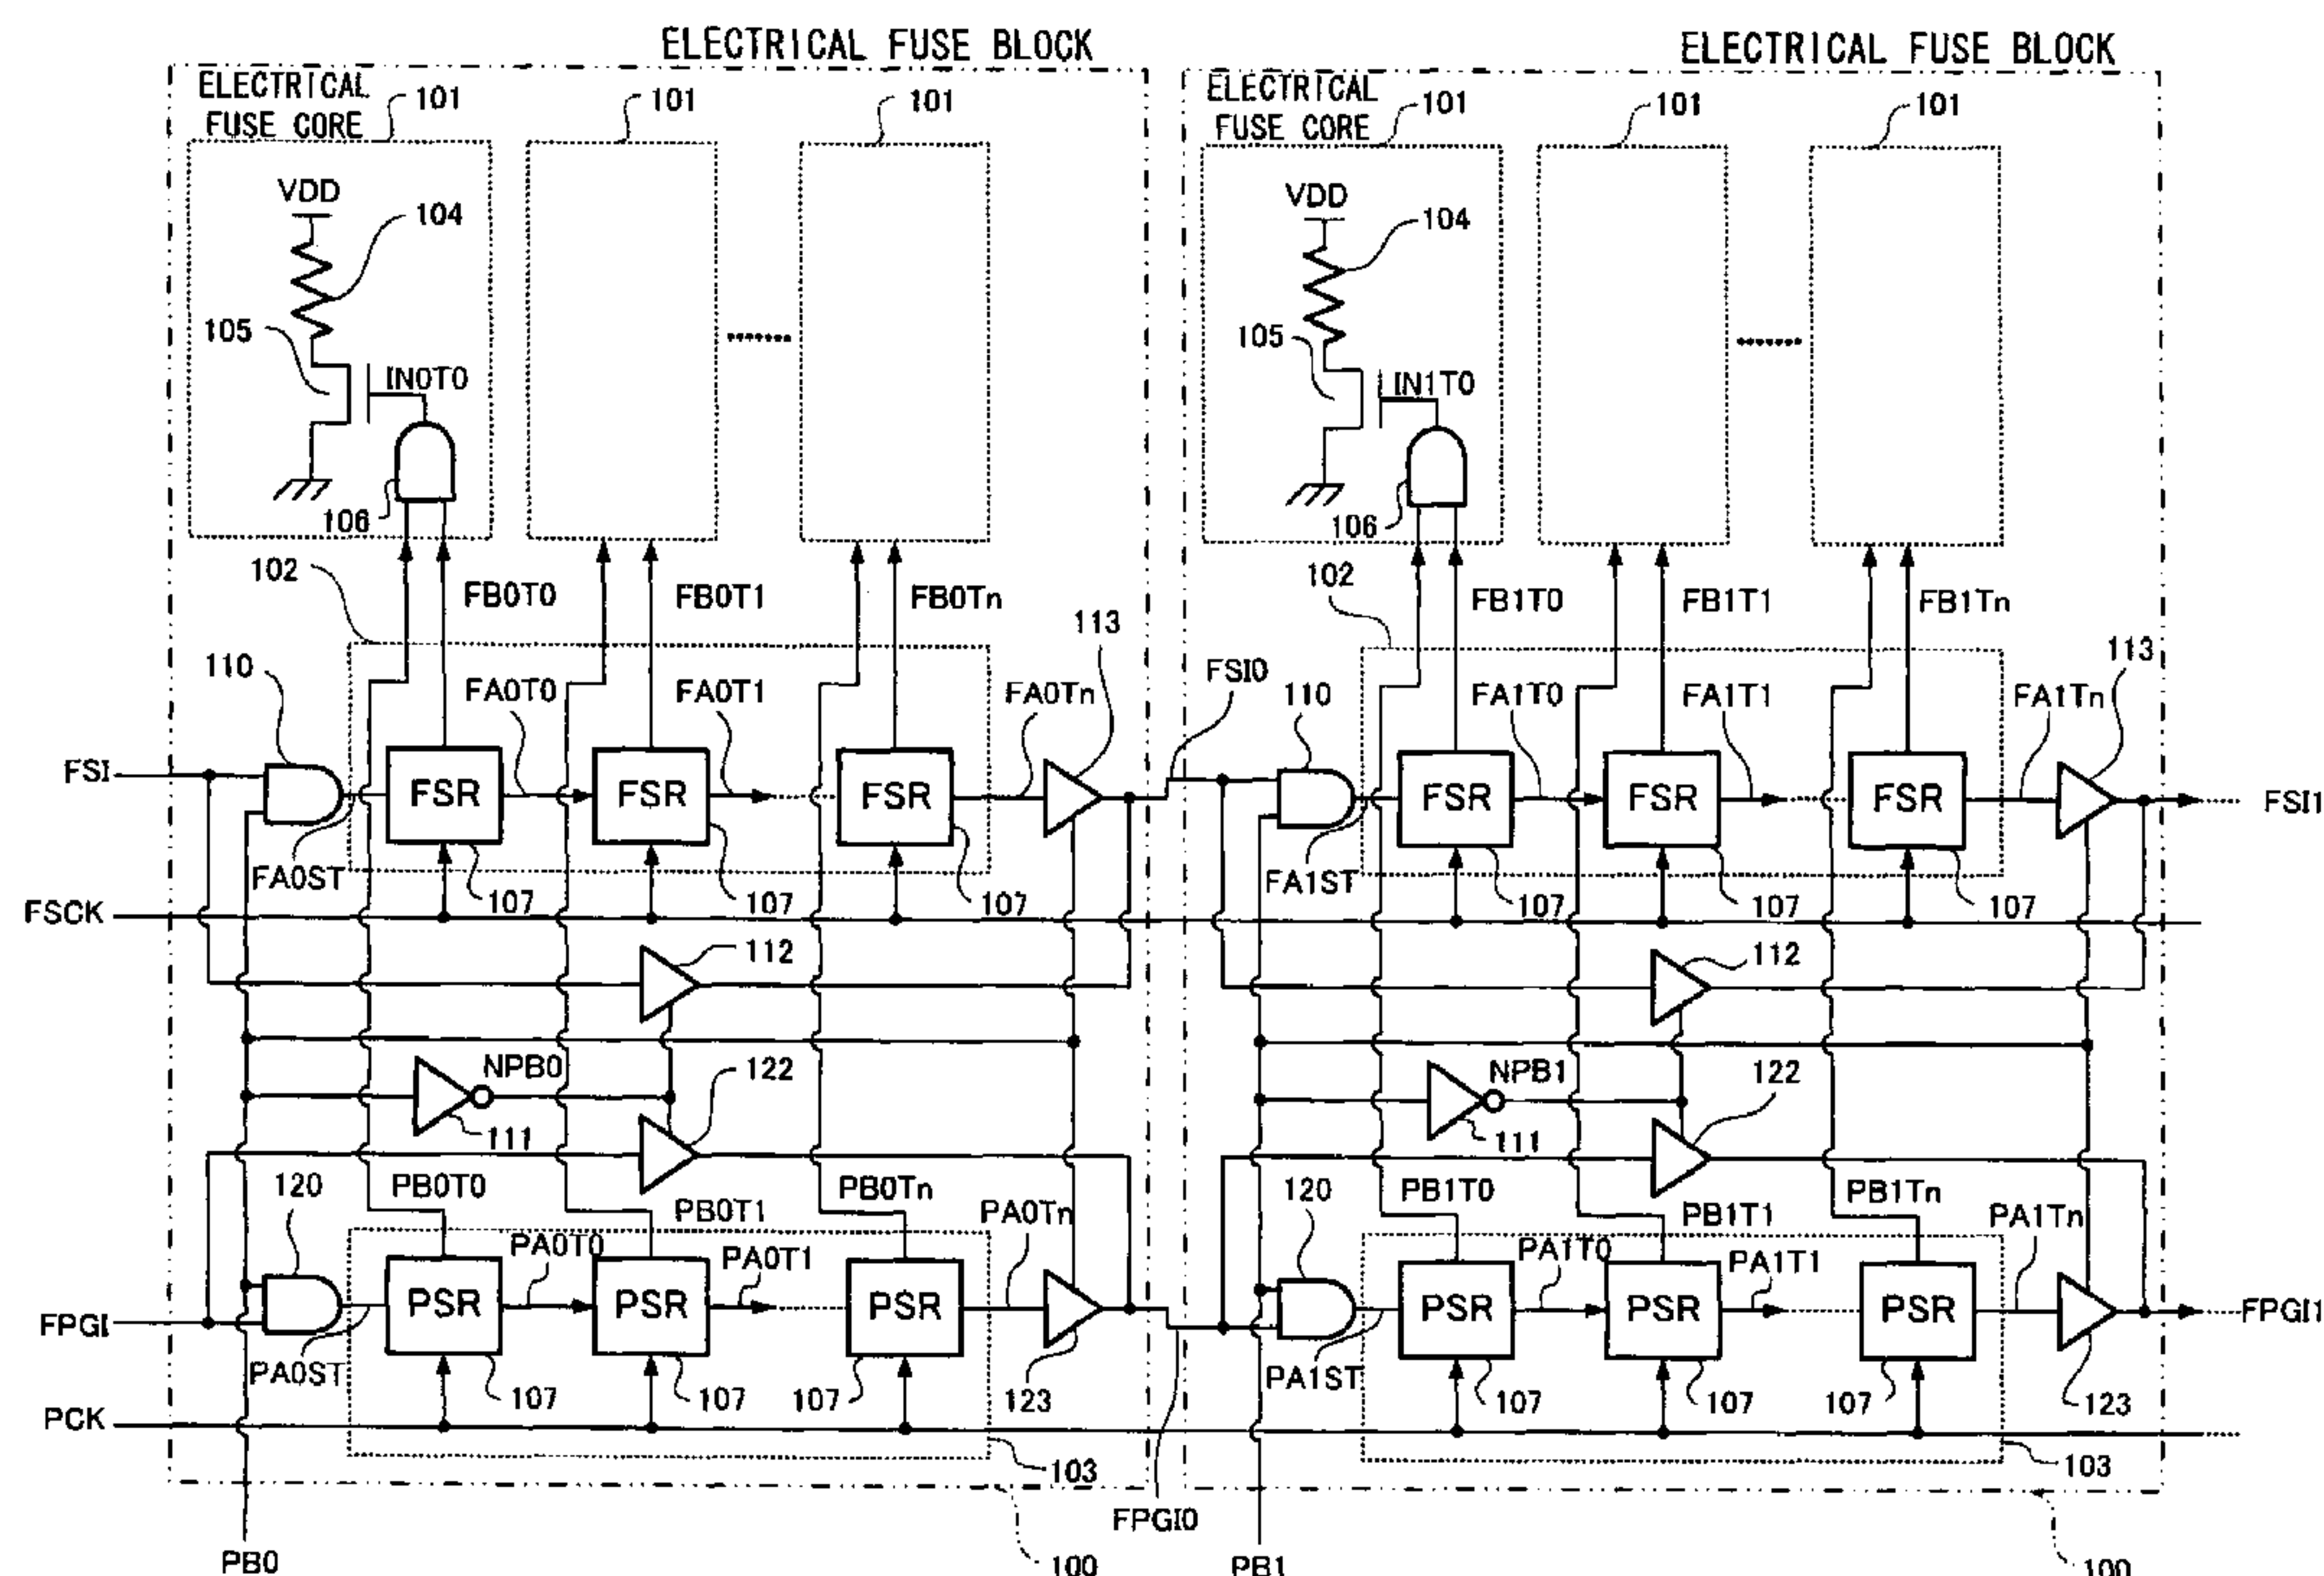 ELECTRICAL FUSE BLOCK
ELECTRICAL FUSE BLOCK
ELECTRICAL
FUSE CORE
101
101
101
ELECTRICAL
FUSE CORE
101
101
101
VDD
104
105
IN0T0
106
VDD
104
105
IN1T0
106
102
FB0T0
FB0T1
FB0Tn
113
102
FB1T0
FB1T1
FB1Tn
113
110
FA0T0
FA0T1
FA0Tn
FSI0
110
FA1T0
FA1T1
FA1Tn
FSI
FSR
FSR
FSR
FSR
FSR
FSR
FSI1
FA0ST
107
107
107
FA1ST
107
107
107
FSCK
112
112
NPB0
122
111
NPB1
122
111
120
PB0T0
PB0T1
PB0Tn
PA0Tn
120
PB1T0
PB1T1
PB1Tn
PA1Tn
PA0T0
PA0T1
PA1T0
PA1T1
FPGI
PSR
PSR
PSR
PSR
PSR
PSR
FPGI1
PA0ST
107
107
107
123
PA1ST
107
107
107
123
PCK
103
103
FPGI0
PB0
100
PB1
100